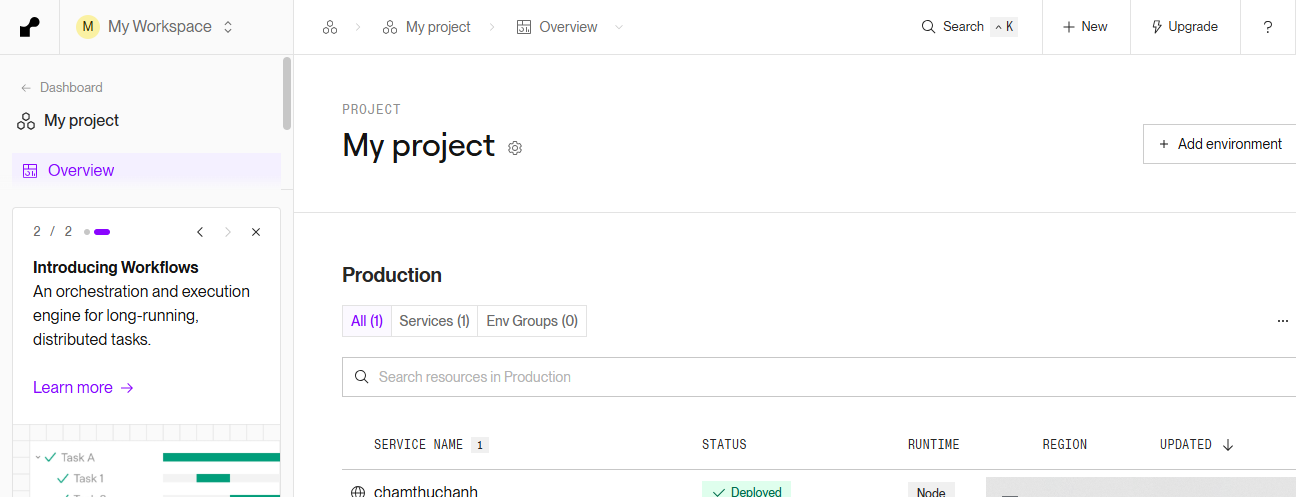 M My Workspace
My project
Overview
Search ^ K
+ New
Upgrade
?
← Dashboard
My project
Overview
2 / 2
Introducing Workflows
An orchestration and execution
engine for long-running,
distributed tasks.
Learn more →
Task A
Task 1
PROJECT
My project
+ Add environment
Production
All (1) Services (1) Env Groups (0)
...
Search resources in Production
SERVICE NAME 1 STATUS RUNTIME REGION UPDATED ↓
chamthuchanh Deployed Node